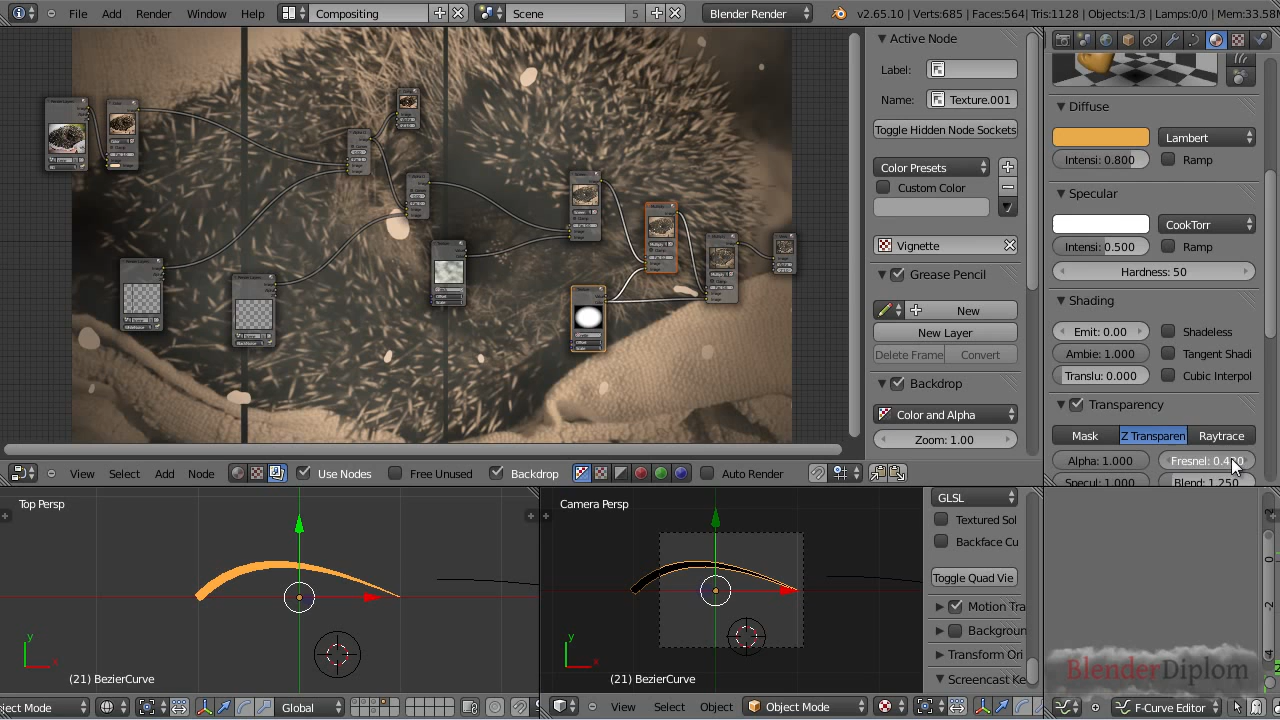 File Add Render Window Help Compositing Scene 5 Blender Render v2.65.10 | Verts:685 | Faces:564| Tris:1128 | Objects:1/3 | Lamps:0/0 | Mem:33.58
Active Node
Label:
Name: Texture.001
Toggle Hidden Node Sockets
Color Presets
Custom Color
Vignette
Grease Pencil
New
New Layer
Delete Frame Convert
Backdrop
Color and Alpha
Zoom: 1.00
Diffuse
Lambert
Intensi: 0.800 Ramp
Specular
CookTorr
Intensi: 0.500 Ramp
Hardness: 50
Shading
Emit: 0.00 Shadeless
Ambie: 1.000 Tangent Shadi
Translu: 0.000 Cubic Interpol
Transparency
Mask Z Transparen Raytrace
Alpha: 1.000 Fresnel:
Specul: 1.000 Blend: 1.250
View Select Add Node Use Nodes Free Unused Backdrop Auto Render
Top Persp
y
x
(21) BezierCurve
Camera Persp
y
x
(21) BezierCurve
GLSL
Textured Sol
Backface Cu
Toggle Quad Vie
Motion Tra
Backgroun
Transform Ori
Screencast Ke
BlenderDiplom
ject Mode Global
View Select Object Object Mode
F-Curve Editor